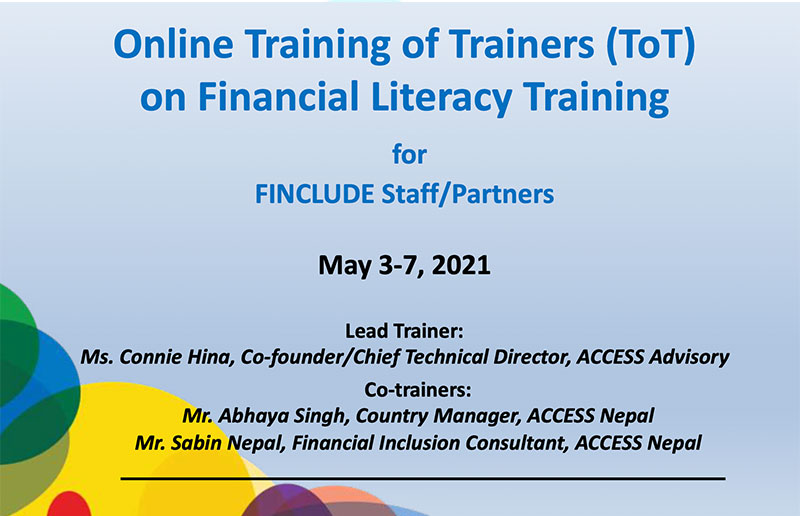 Online Training of Trainers (ToT)
on Financial Literacy Training
for
FINCLUDE Staff/Partners
May 3-7, 2021
Lead Trainer:
Ms. Connie Hina, Co-founder/Chief Technical Director, ACCESS Advisory
Co-trainers:
Mr. Abhaya Singh, Country Manager, ACCESS Nepal
Mr. Sabin Nepal, Financial Inclusion Consultant, ACCESS Nepal